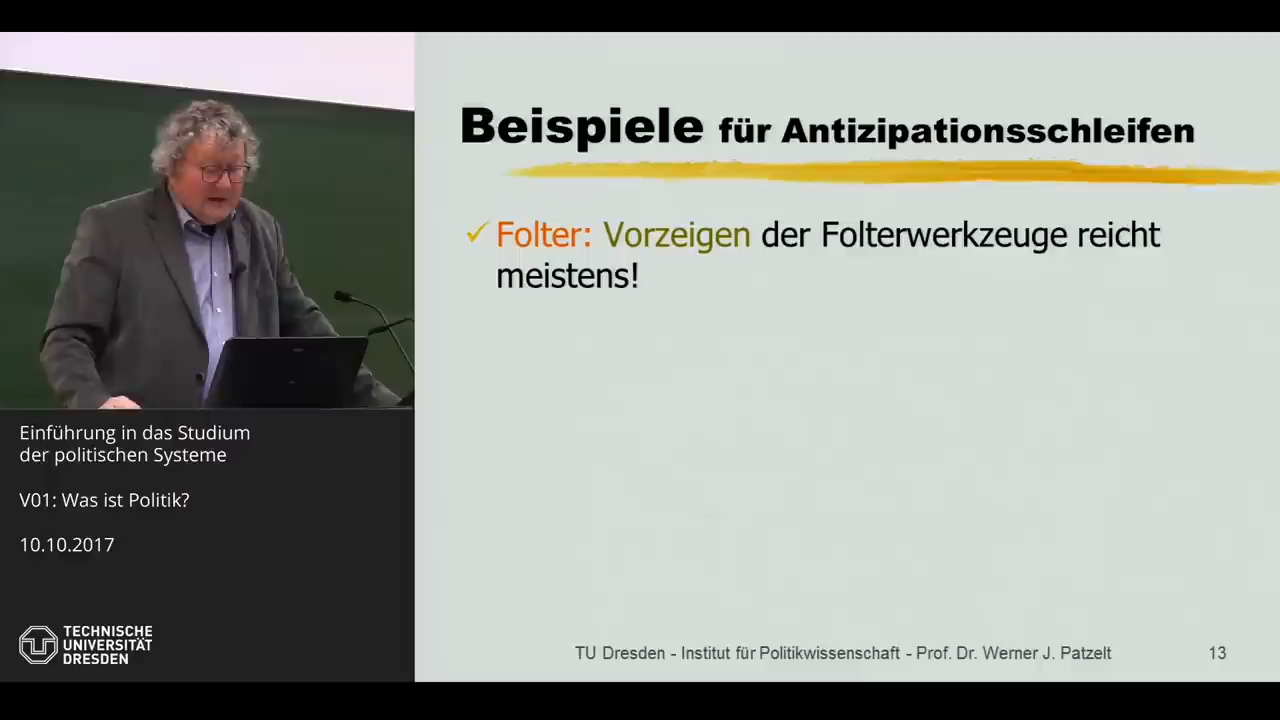 Beispiele für Antizipationsschleifen
✓ Folter: Vorzeigen der Folterwerkzeuge reicht
meistens!
Einführung in das Studium
der politischen Systeme
V01: Was ist Politik?
10.10.2017
TECHNISCHE
UNIVERSITÄT
DRESDEN
TU Dresden - Institut für Politikwissenschaft - Prof. Dr. Werner J. Patzelt
13